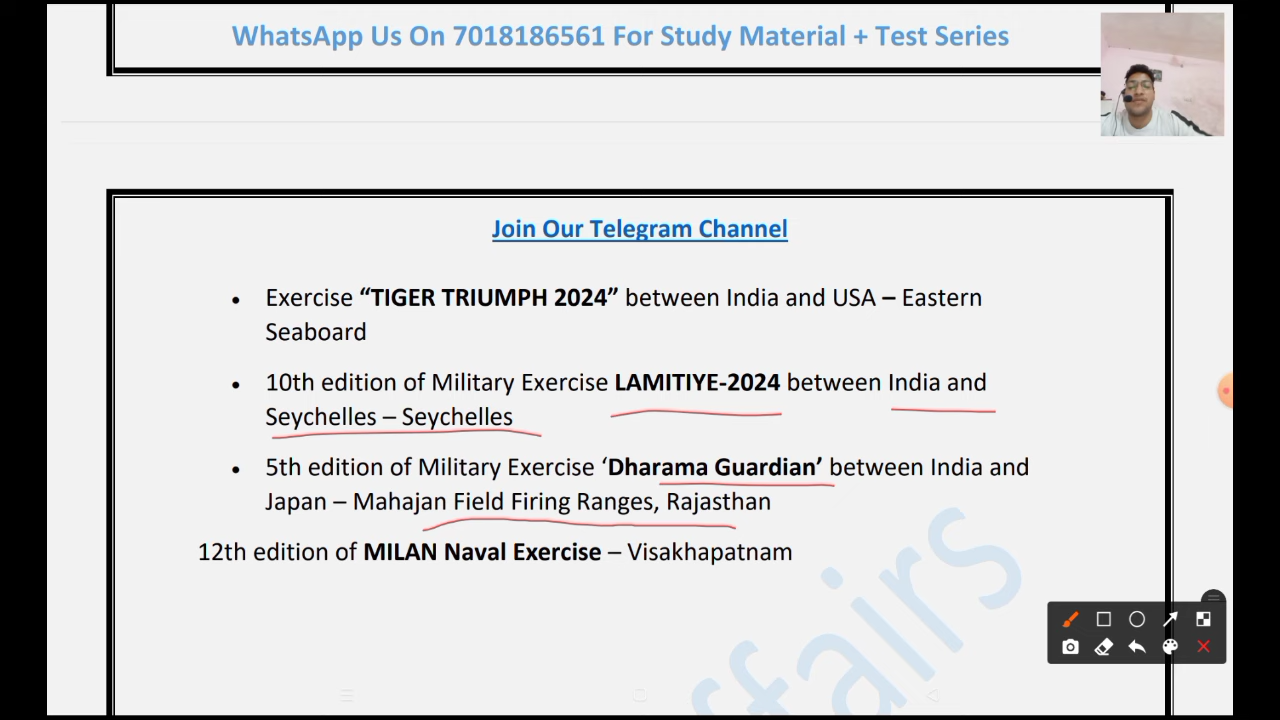 WhatsApp Us On 7018186561 For Study Material + Test Series
Join Our Telegram Channel
• Exercise “TIGER TRIUMPH 2024” between India and USA – Eastern
Seaboard
• 10th edition of Military Exercise LAMITIYE-2024 between India and
Seychelles – Seychelles
• 5th edition of Military Exercise ‘Dharama Guardian’ between India and
Japan – Mahajan Field Firing Ranges, Rajasthan
12th edition of MILAN Naval Exercise – Visakhapatnam
ffairs